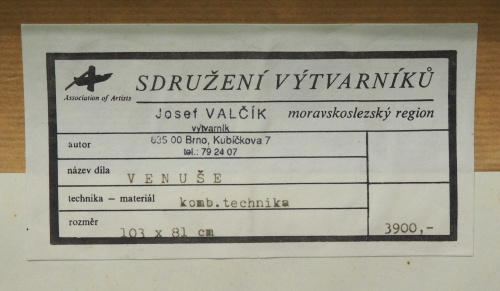 SDRUŽENÍ VÝTVARNÍKŮ
Association of Artists
Josef VALČÍK moravskoslezský region
výtvarník
autor 635 00 Brno, Kubíčkova 7
tel.: 79 24 07
název díla VENUŠE
technika – materiál komb.technika
rozměr 103 x 81 cm 3900,-